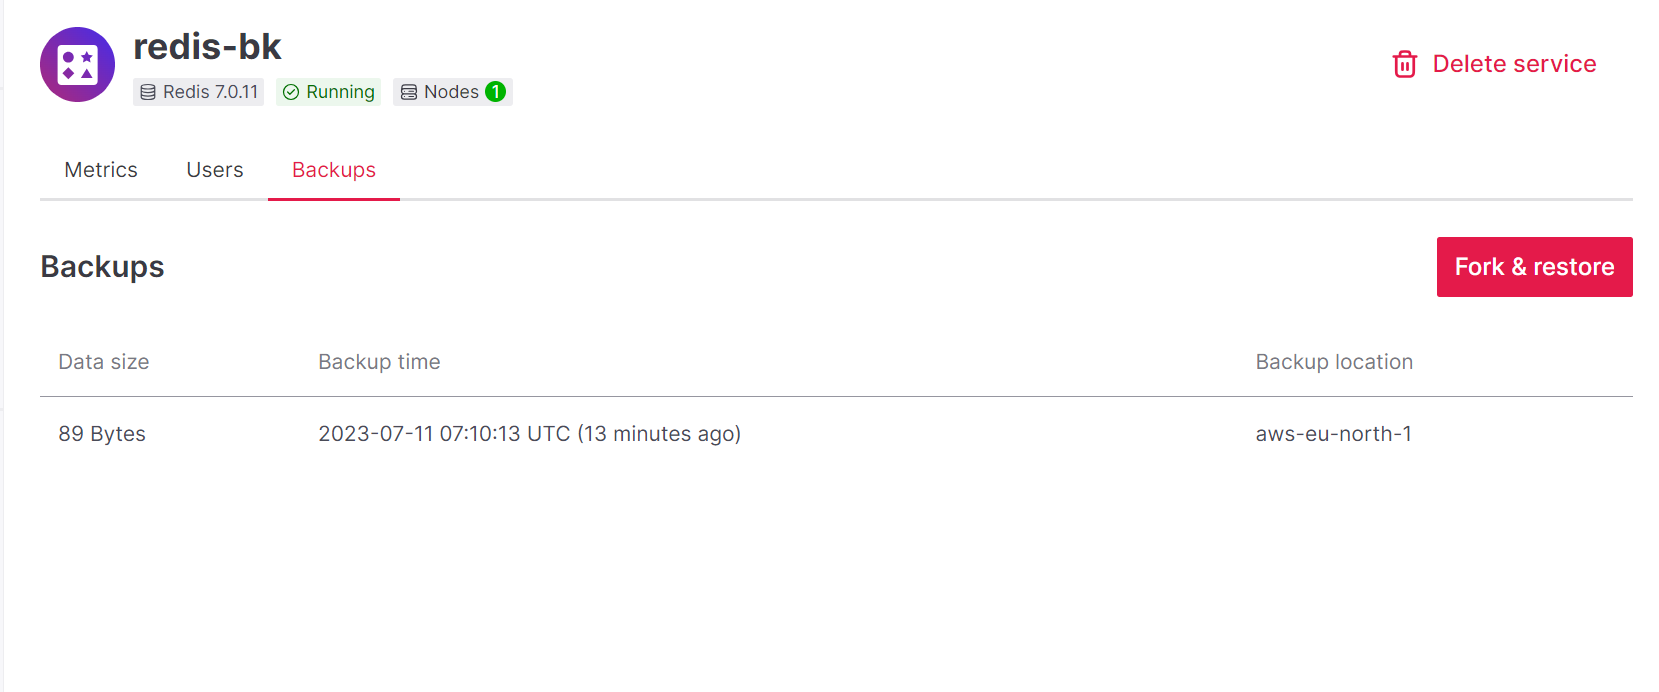 redis-bk
Redis 7.0.11 Running Nodes 1
Delete service
Metrics Users Backups
Backups
Fork & restore
Data size Backup time Backup location
89 Bytes 2023-07-11 07:10:13 UTC (13 minutes ago) aws-eu-north-1